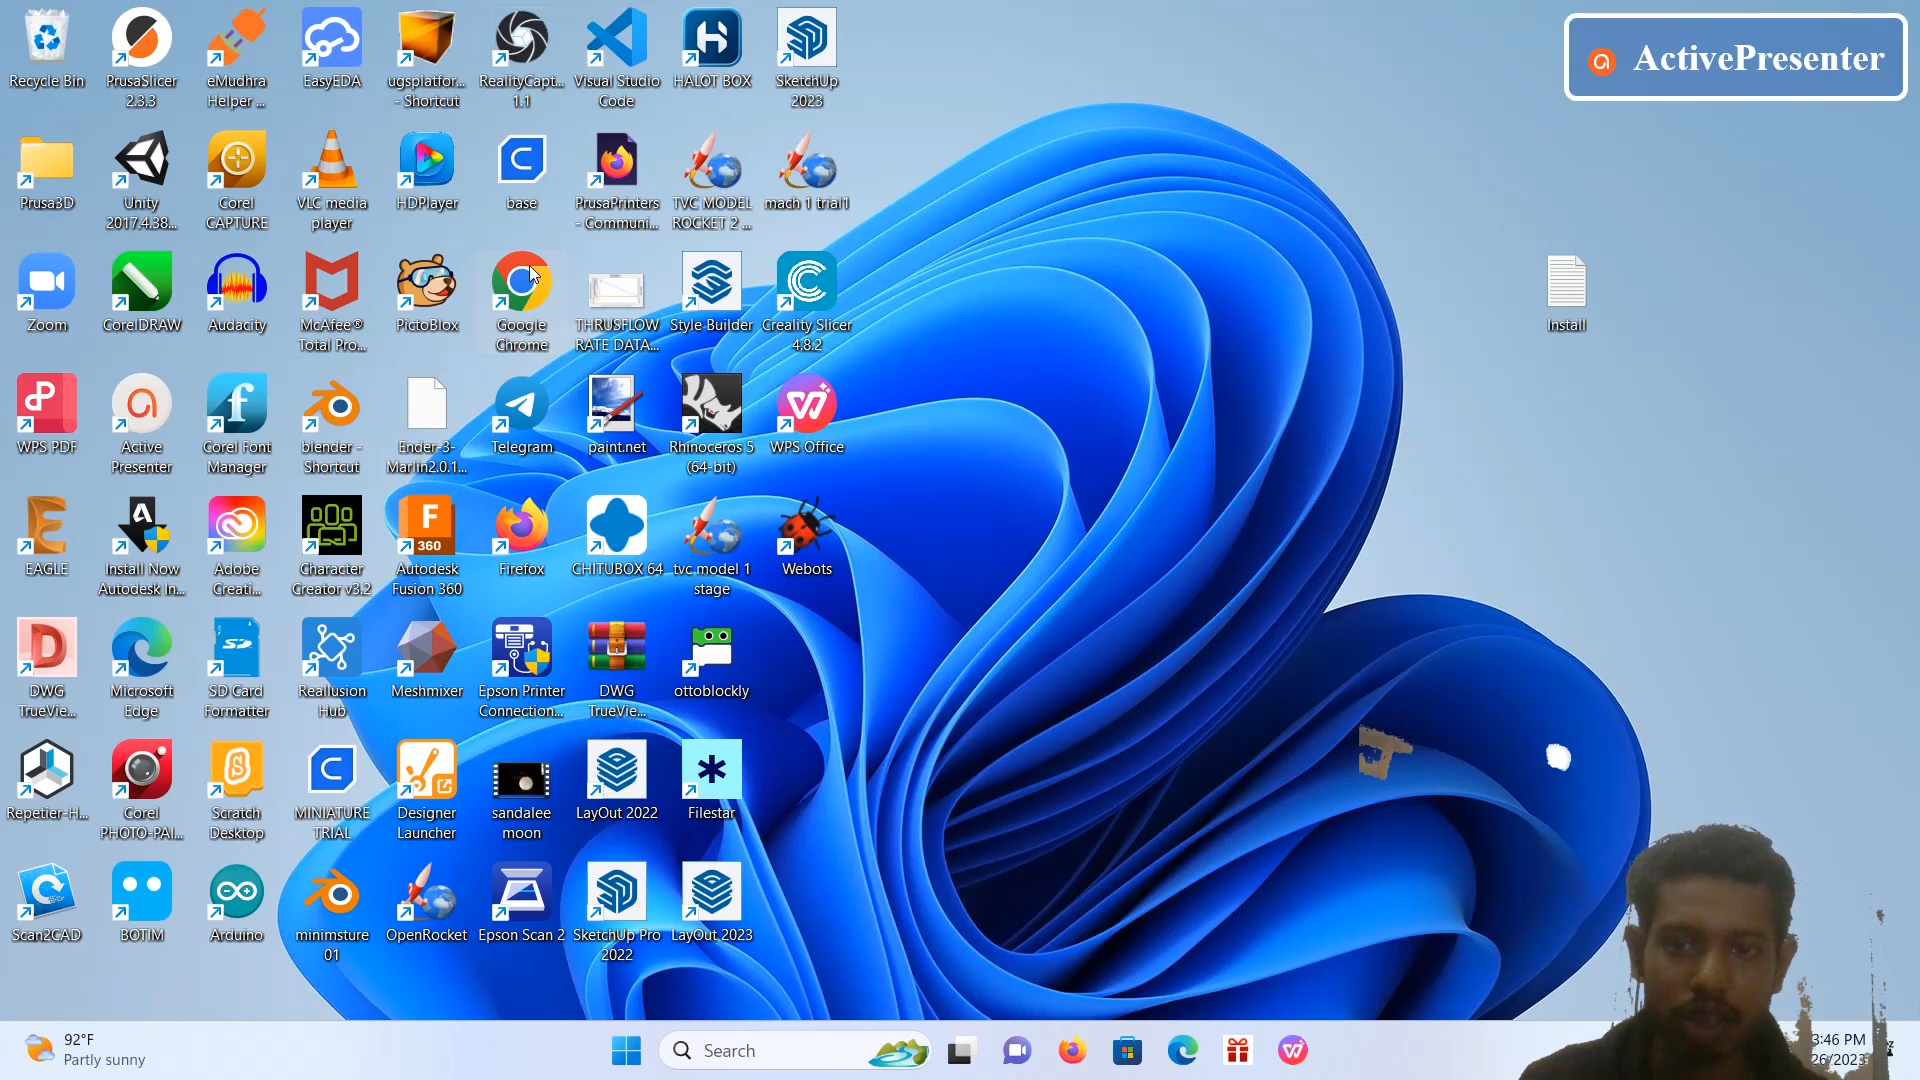 Recycle Bin
PrusaSlicer
2.3.3
eMudhra
Helper ...
EasyEDA
ugsplatfor...
- Shortcut
RealityCapt...
1.1
Visual Studio
Code
HALOT BOX
SketchUp
2023
ActivePresenter
Prusa3D
Unity
2017.4.38...
Corel
CAPTURE
VLC media
player
HDPlayer
base
PrusaPrinters
- Communi...
TVC MODEL
ROCKET 2 ...
mach 1 trial1
Zoom
CorelDRAW
Audacity
McAfee®
Total Pro...
PictoBlox
Google
Chrome
THRUSFLOW
RATE DATA...
Style Builder
Creality Slicer
4.8.2
Install
WPS PDF
Active
Presenter
Corel Font
Manager
blender -
Shortcut
Ender-3-
Marlin2.0.1...
Telegram
paint.net
Rhinoceros 5
(64-bit)
WPS Office
EAGLE
Install Now
Autodesk In...
Adobe
Creati...
Character
Creator v3.2
F
360
Autodesk
Fusion 360
Firefox
CHITUBOX 64
tvc model 1
stage
Webots
DWG
TrueVie...
Microsoft
Edge
SD Card
Formatter
Reallusion
Hub
Meshmixer
Epson Printer
Connection...
DWG
TrueVie...
ottoblockly
Repetier-H...
Corel
PHOTO-PAI...
Scratch
Desktop
MINIATURE
TRIAL
Designer
Launcher
sandalee
moon
LayOut 2022
Filestar
Scan2CAD
BOTIM
Arduino
minimsture
01
OpenRocket
Epson Scan 2
SketchUp Pro
2022
LayOut 2023
92°F
Partly sunny
Search
3:46 PM
26/2023